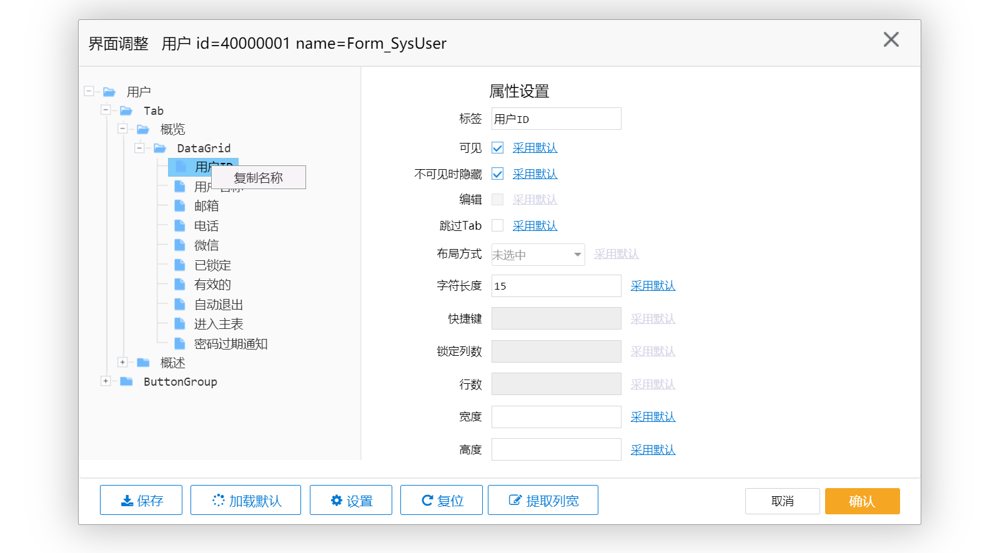 界面调整 用户 id=40000001 name=Form_SysUser
用户
Tab
概览
DataGrid
用户ID
复制名称
用户名称
邮箱
电话
微信
已锁定
有效的
自动退出
进入主表
密码过期通知
概述
ButtonGroup
属性设置
标签 用户ID
可见 采用默认
不可见时隐藏 采用默认
编辑 采用默认
跳过Tab 采用默认
布局方式 未选中 采用默认
字符长度 15 采用默认
快捷键 采用默认
锁定列数 采用默认
行数 采用默认
宽度 采用默认
高度 采用默认
保存 加载默认 设置 复位 提取列宽 取消 确认